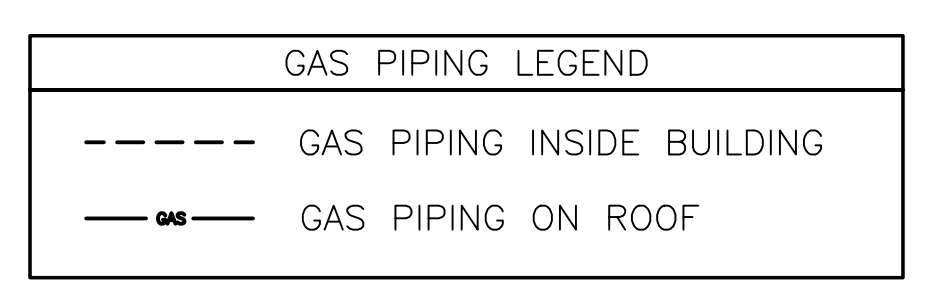 GAS PIPING LEGEND
GAS PIPING INSIDE BUILDING
GAS GAS PIPING ON ROOF